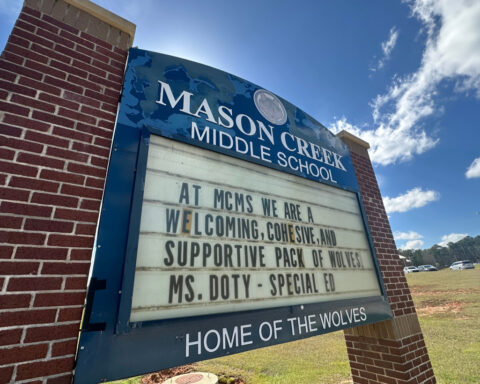 MASON CREEK
MIDDLE SCHOOL
AT MCMS WE ARE A
WELCOMING, COHESIVE, AND
SUPPORTIVE PACK OF WOLVES!
MS. DOTY - SPECIAL ED
HOME OF THE WOLVES